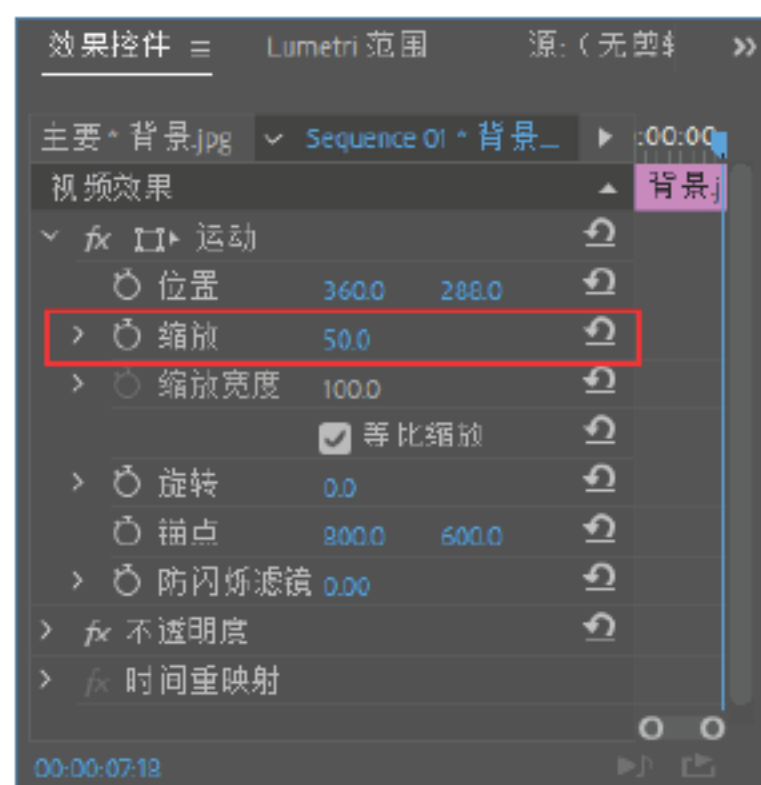 效果控件 ≡ Lumetri 范围 源:（无剪
主要 * 背景.jpg Sequence 01 * 背景... :00:00
视频效果 背景.j
fx 运动
位置 360.0 288.0
缩放 50.0
缩放宽度 100.0
等比缩放
旋转 0.0
锚点 800.0 600.0
防闪烁滤镜 0.00
fx 不透明度
fx 时间重映射
00:00:07:18